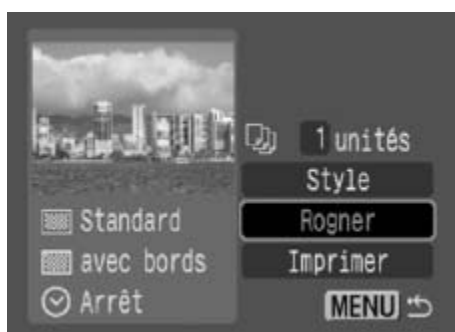 1 unités
Style
Standard
Rogner
avec bords
Imprimer
Arrêt
MENU